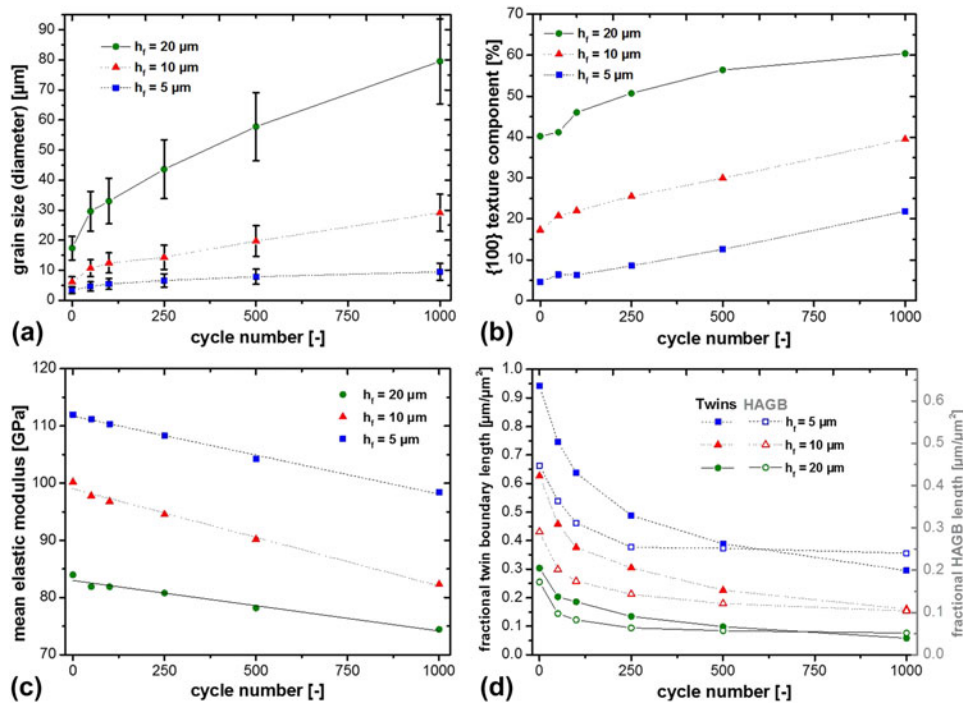 90
80
70
60
50
40
30
20
10
0
grain size (diameter) [µm]
h_f = 20 µm
h_f = 10 µm
h_f = 5 µm
0 250 500 750 1000
cycle number [-]
(a)
70
60
50
40
30
20
10
0
{100} texture component [%]
h_f = 20 µm
h_f = 10 µm
h_f = 5 µm
0 250 500 750 1000
cycle number [-]
(b)
120
110
100
90
80
70
mean elastic modulus [GPa]
h_f = 20 µm
h_f = 10 µm
h_f = 5 µm
0 250 500 750 1000
cycle number [-]
(c)
1.0
0.9
0.8
0.7
0.6
0.5
0.4
0.3
0.2
0.1
0.0
fractional twin boundary length [µm/µm²]
Twins HAGB
h_f = 5 µm
h_f = 10 µm
h_f = 20 µm
0.6
0.5
0.4
0.3
0.2
0.1
0.0
fractional HAGB length [µm/µm²]
0 250 500 750 1000
cycle number [-]
(d)